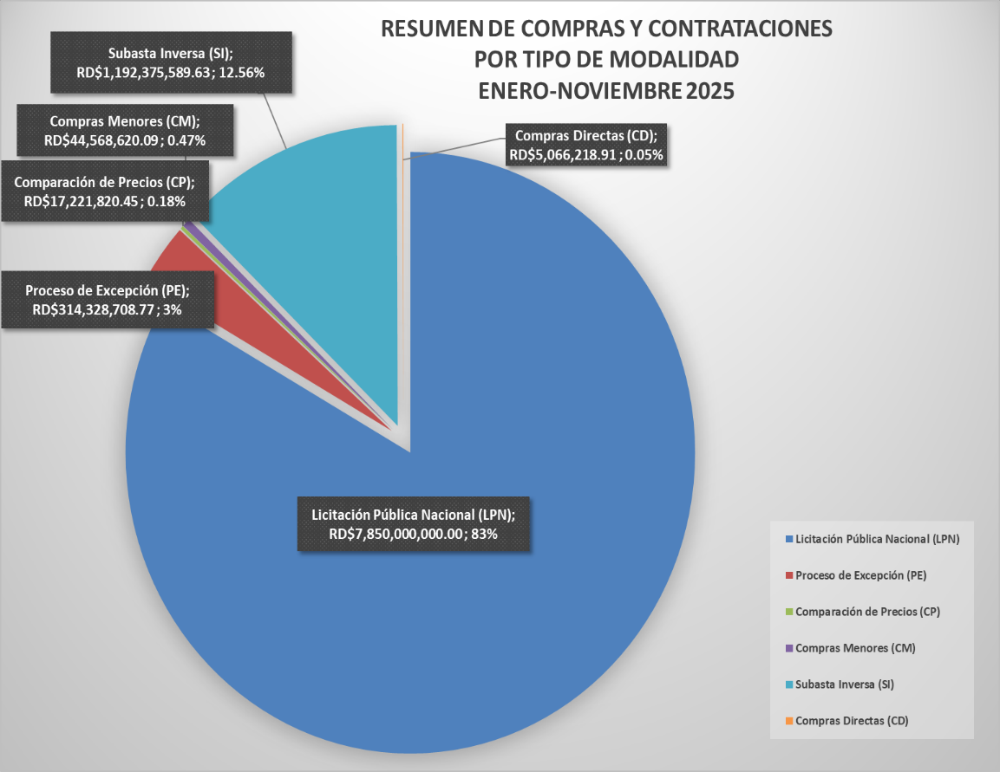 RESUMEN DE COMPRAS Y CONTRATACIONES
POR TIPO DE MODALIDAD
ENERO-NOVIEMBRE 2025
Subasta Inversa (SI);
RD$1,192,375,589.63 ; 12.56%
Compras Menores (CM);
RD$44,568,620.09 ; 0.47%
Compras Directas (CD);
RD$5,066,218.91 ; 0.05%
Comparación de Precios (CP);
RD$17,221,820.45 ; 0.18%
Proceso de Excepción (PE);
RD$314,328,708.77 ; 3%
Licitación Pública Nacional (LPN);
RD$7,850,000,000.00 ; 83%
Licitación Pública Nacional (LPN)
Proceso de Excepción (PE)
Comparación de Precios (CP)
Compras Menores (CM)
Subasta Inversa (SI)
Compras Directas (CD)